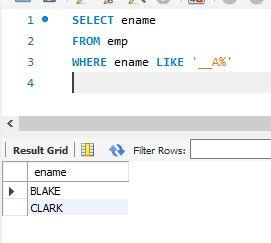 1 SELECT ename
2 FROM emp
3 WHERE ename LIKE '__A%'
4
Result Grid Filter Rows:
ename
BLAKE
CLARK